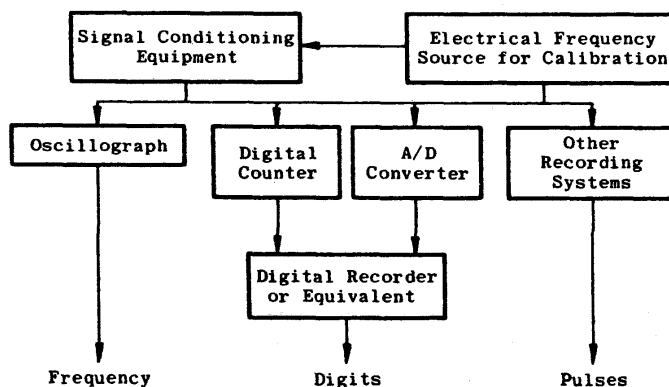 Signal Conditioning
Equipment
Electrical Frequency
Source for Calibration
Oscillograph
Digital
Counter
A/D
Converter
Other
Recording
Systems
Digital Recorder
or Equivalent
Frequency
Digits
Pulses